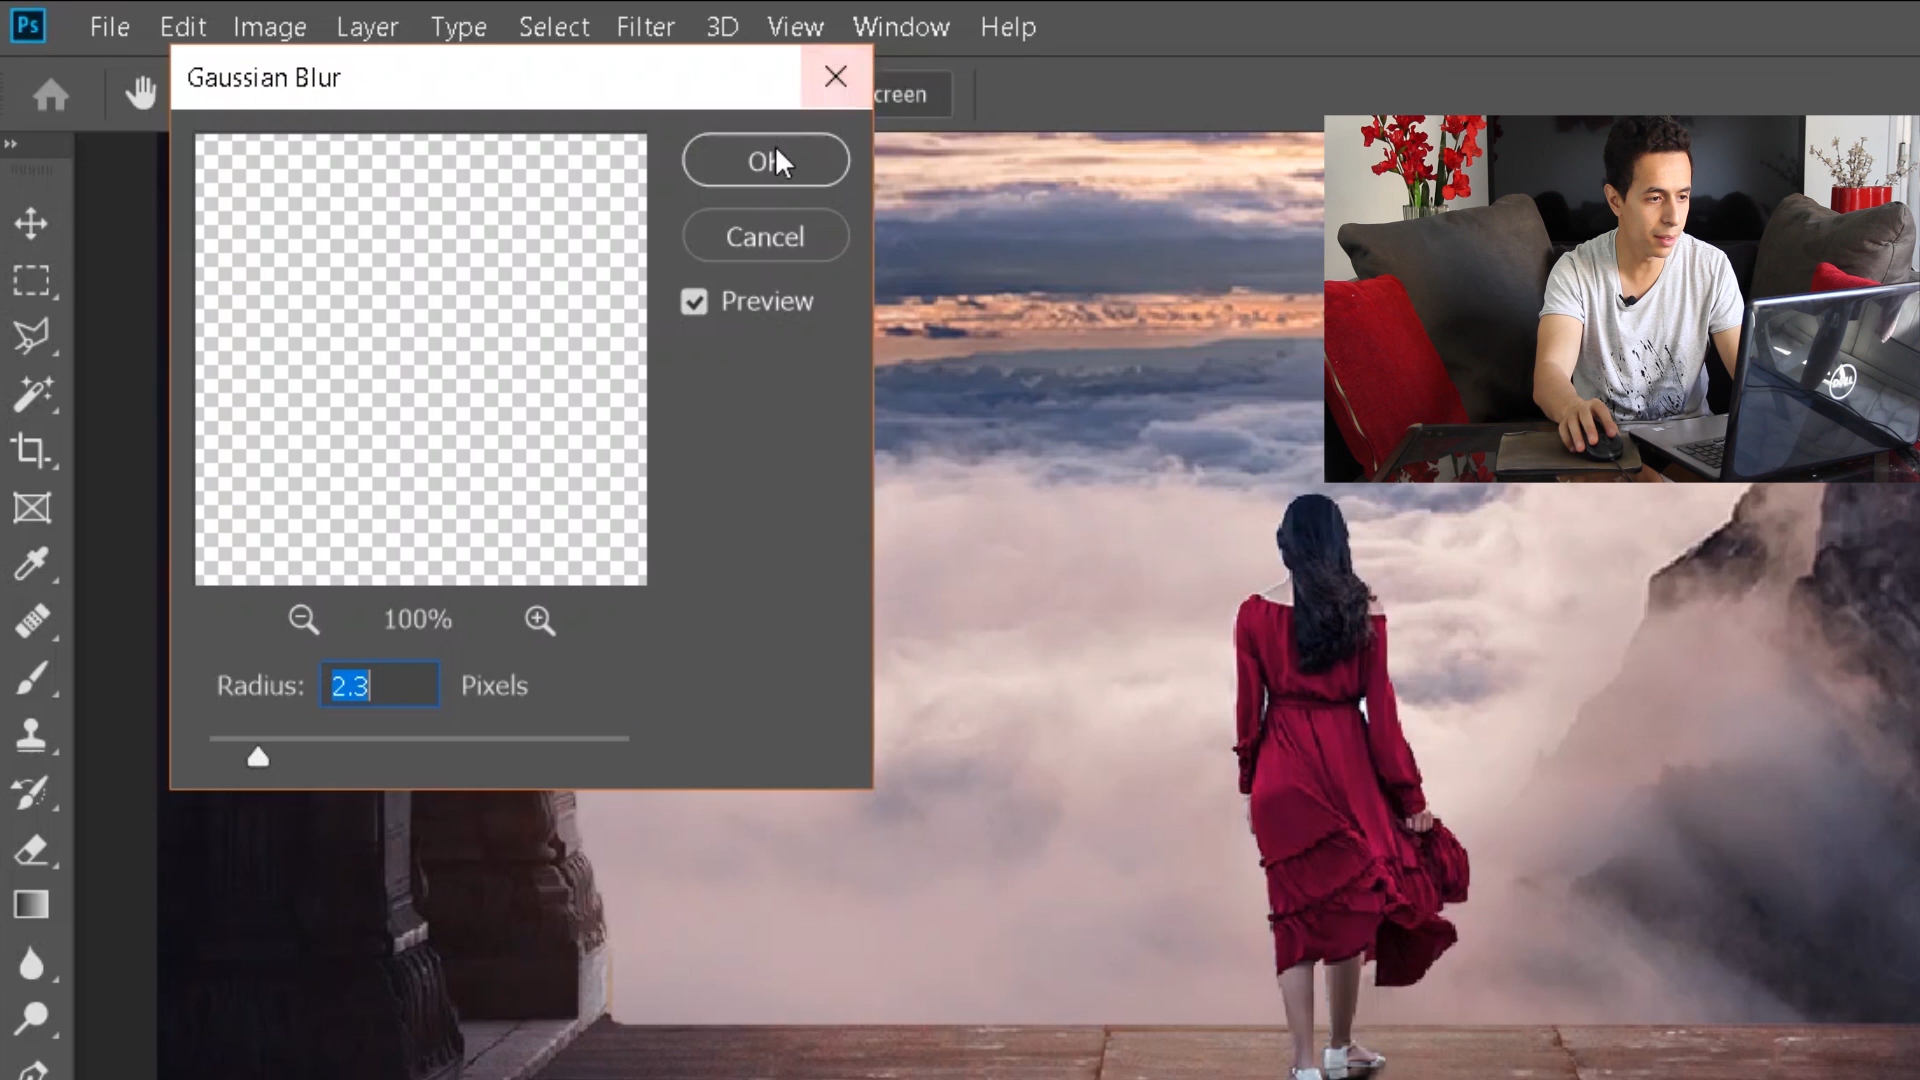 Ps File Edit Image Layer Type Select Filter 3D View Window Help
Gaussian Blur
creen
OK
Cancel
Preview
100%
Radius: 2.3 Pixels
DELL